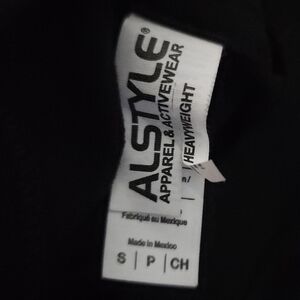 ALSTYLE®
APPAREL & ACTIVEWEAR
HEAVYWEIGHT
Fabriqué au Mexique
Made in Mexico
S | P | CH